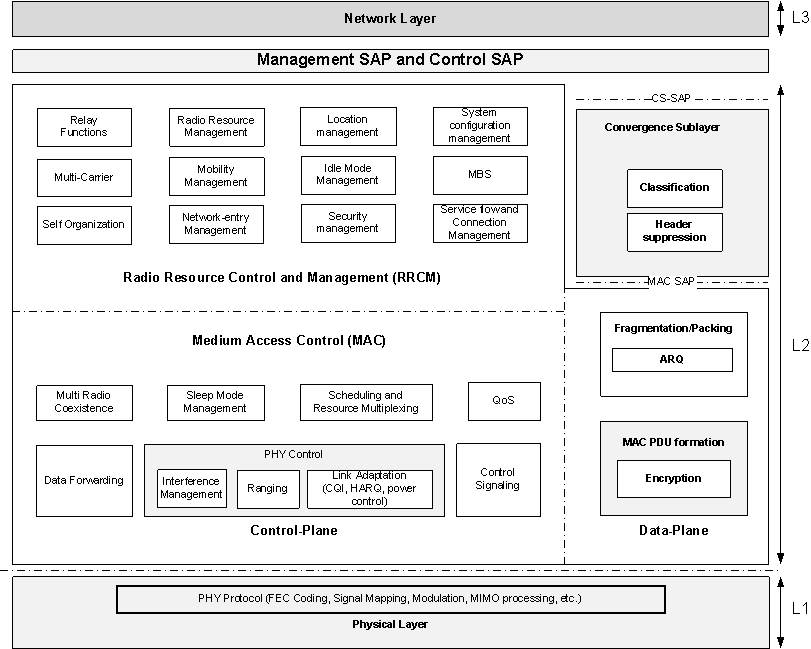 Network Layer
L3
Management SAP and Control SAP
Relay
Functions
Radio Resource
Management
Location
management
System
configuration
management
Multi-Carrier
Mobility
Management
Idle Mode
Management
MBS
Self Organization
Network-entry
Management
Security
management
Service flowand
Connection
Management
Radio Resource Control and Management (RRCM)
CS-SAP
Convergence Sublayer
Classification
Header
suppression
MAC SAP
L2
Medium Access Control (MAC)
Multi Radio
Coexistence
Sleep Mode
Management
Scheduling and
Resource Multiplexing
QoS
Data Forwarding
PHY Control
Interference
Management
Ranging
Link Adaptation
(CQI, HARQ, power
control)
Control
Signaling
Control-Plane
Fragmentation/Packing
ARQ
MAC PDU formation
Encryption
Data-Plane
PHY Protocol (FEC Coding, Signal Mapping, Modulation, MIMO processing, etc.)
Physical Layer
L1